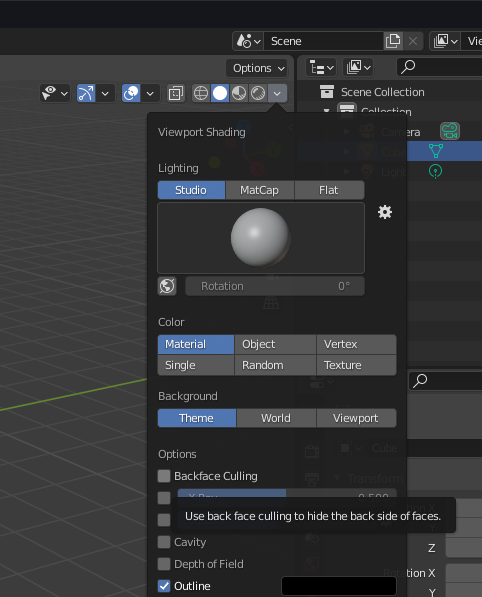 Scene
Vie
Options
Scene Collection
Collection
Camera
Viewport Shading
Lighting
Studio MatCap Flat
Light
Rotation 0°
Color
Material Object Vertex
Single Random Texture
Background
Theme World Viewport
Options
Cube
Backface Culling
Transform
X-Ray 0.500
Use back face culling to hide the back side of faces.
Cavity
Z
Depth of Field
Rotation X
Outline
Y